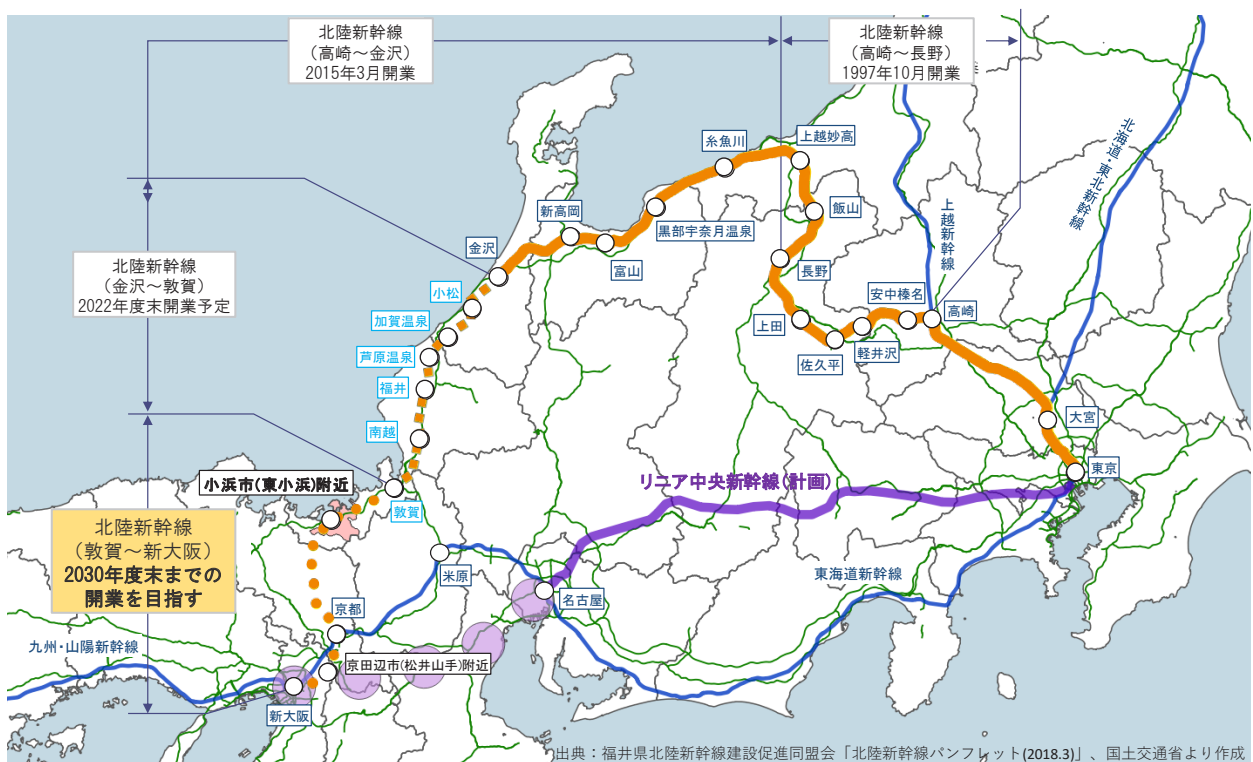 北陸新幹線
(高崎~金沢)
2015年3月開業
北陸新幹線
(高崎~長野)
1997年10月開業
北海道・東北新幹線
糸魚川
上越妙高
新高岡
黒部宇奈月温泉
飯山
上越新幹線
金沢
富山
北陸新幹線
(金沢~敦賀)
2022年度末開業予定
長野
小松
安中榛名
高崎
加賀温泉
上田
芦原温泉
佐久平
軽井沢
福井
南越
大宮
小浜市(東小浜)附近
リニア中央新幹線(計画)
東京
敦賀
北陸新幹線
(敦賀~新大阪)
2030年度末までの
開業を目指す
米原
東海道新幹線
名古屋
京都
九州・山陽新幹線
京田辺市(松井山手)附近
新大阪
出典:福井県北陸新幹線建設促進同盟会「北陸新幹線パンフレット(2018.3)」、国土交通省より作成